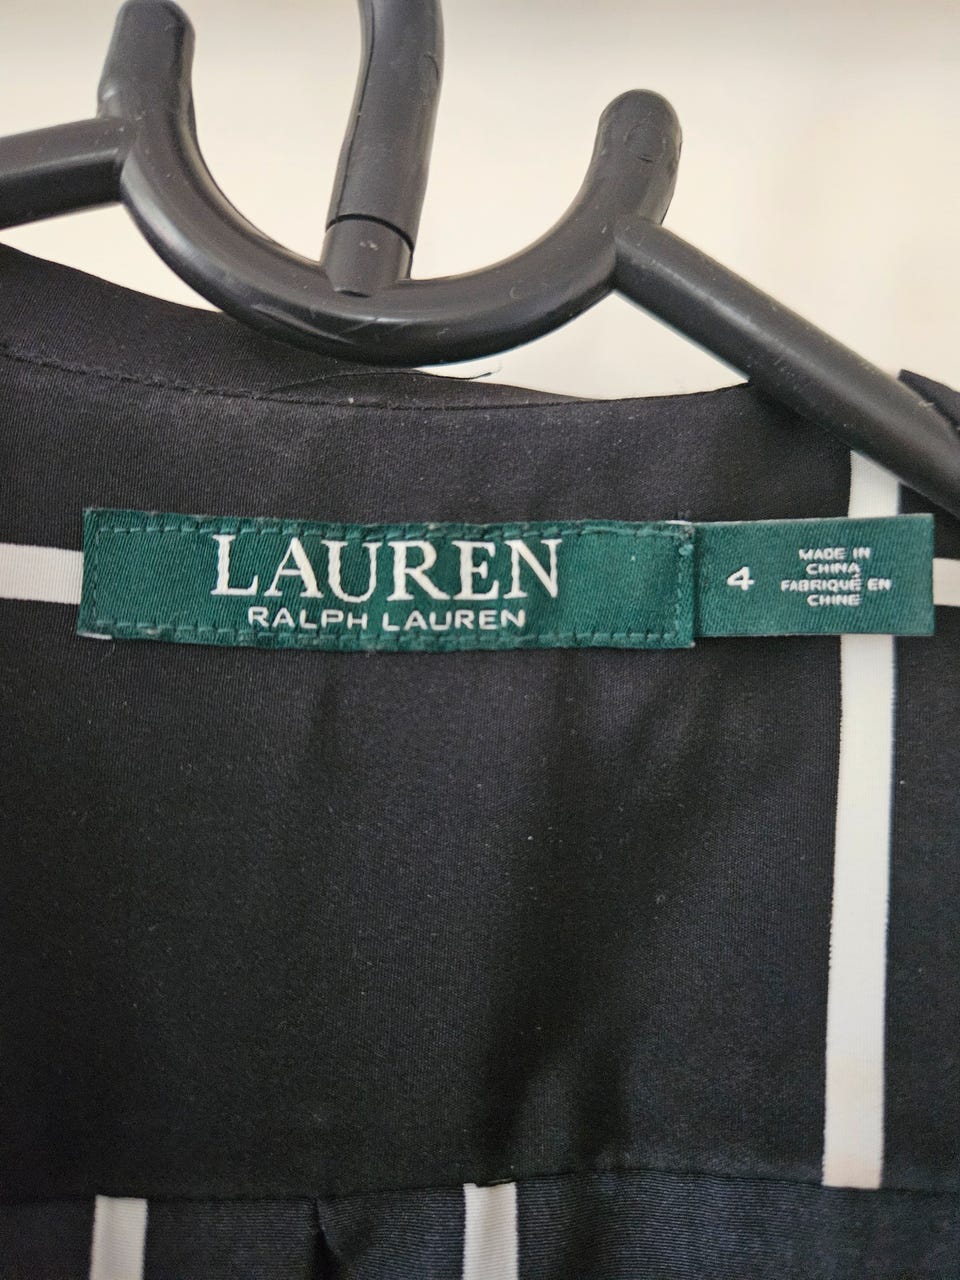 LAUREN
RALPH LAUREN
4
MADE IN
CHINA
FABRIQUÉ EN
CHINE